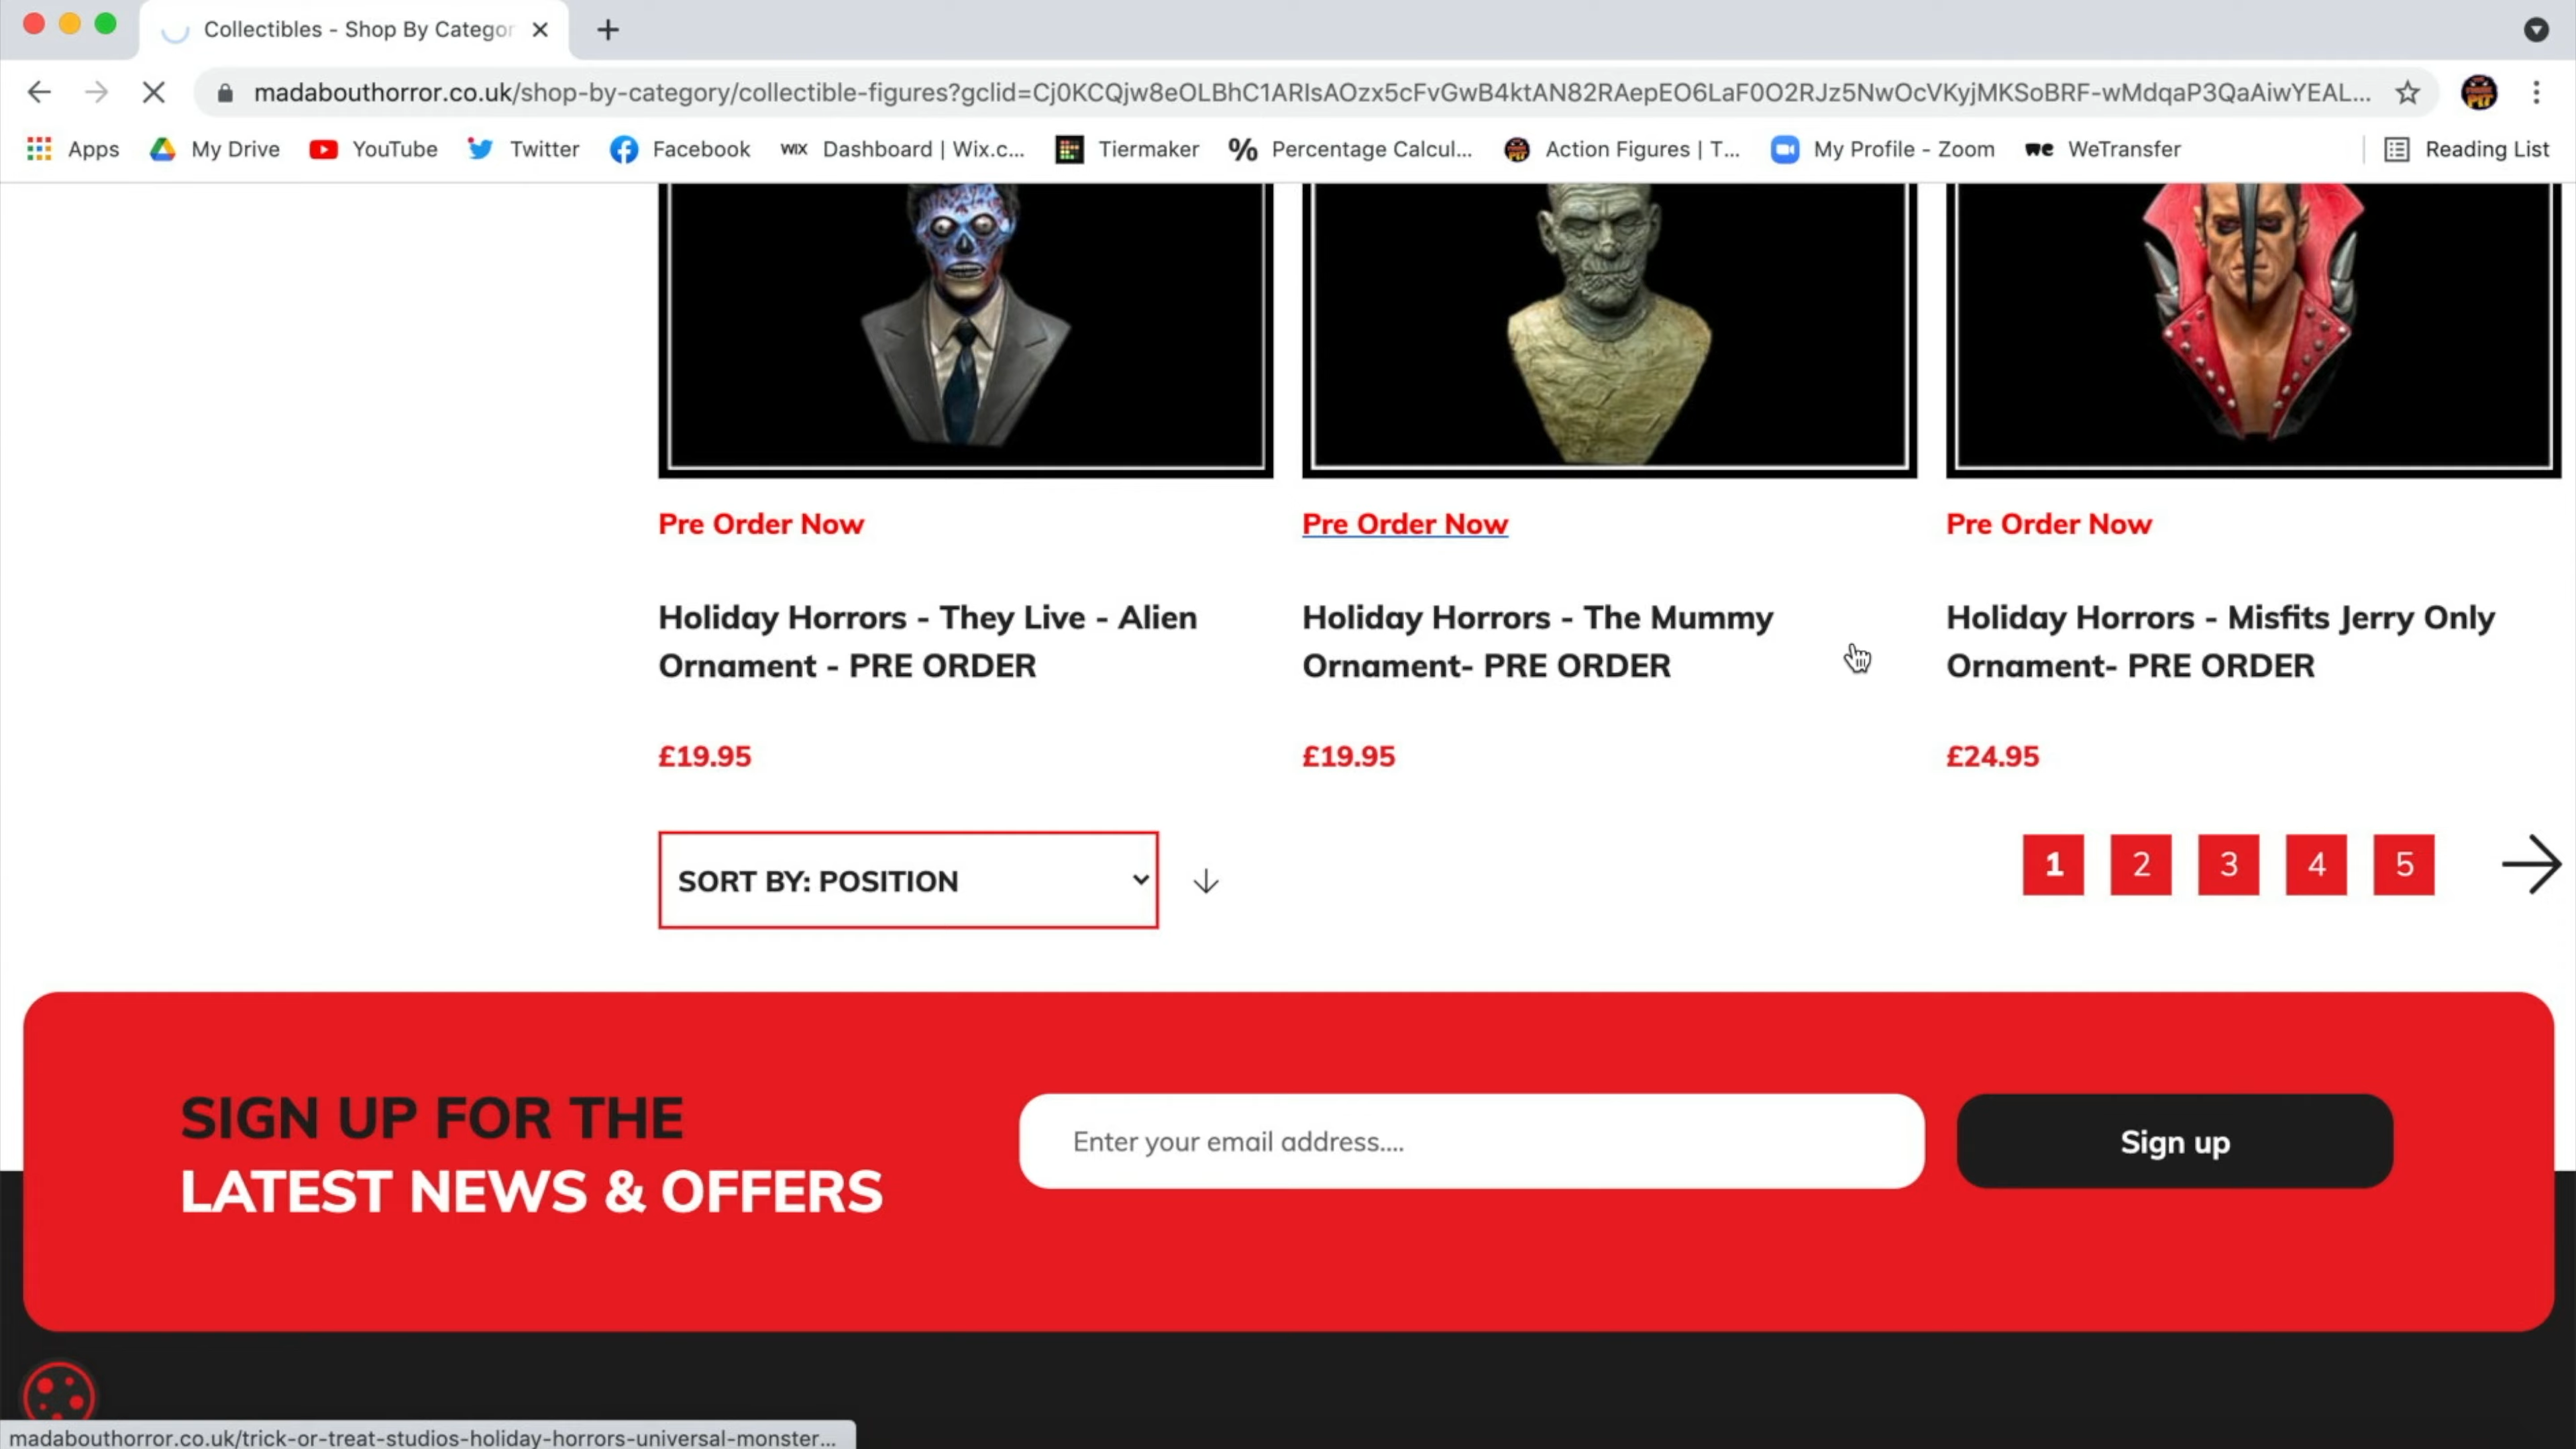 Collectibles - Shop By Categor
madabouthorror.co.uk/shop-by-category/collectible-figures?gclid=Cj0KCQjw8eOLBhC1ARIsAOzx5cFvGwB4ktAN82RAepEO6LaF0O2RJz5NwOcVKyjMKSoBRF-wMdqaP3QaAiwYEAL...
Apps My Drive YouTube Twitter Facebook WIX Dashboard | Wix.c... Tiermaker % Percentage Calcul... Action Figures | T... My Profile - Zoom we WeTransfer Reading List
Pre Order Now Pre Order Now Pre Order Now
Holiday Horrors - They Live - Alien
Ornament - PRE ORDER
Holiday Horrors - The Mummy
Ornament- PRE ORDER
Holiday Horrors - Misfits Jerry Only
Ornament- PRE ORDER
£19.95 £19.95 £24.95
SORT BY: POSITION
1 2 3 4 5
SIGN UP FOR THE
LATEST NEWS & OFFERS
Enter your email address....
Sign up
madabouthorror.co.uk/trick-or-treat-studios-holiday-horrors-universal-monster...